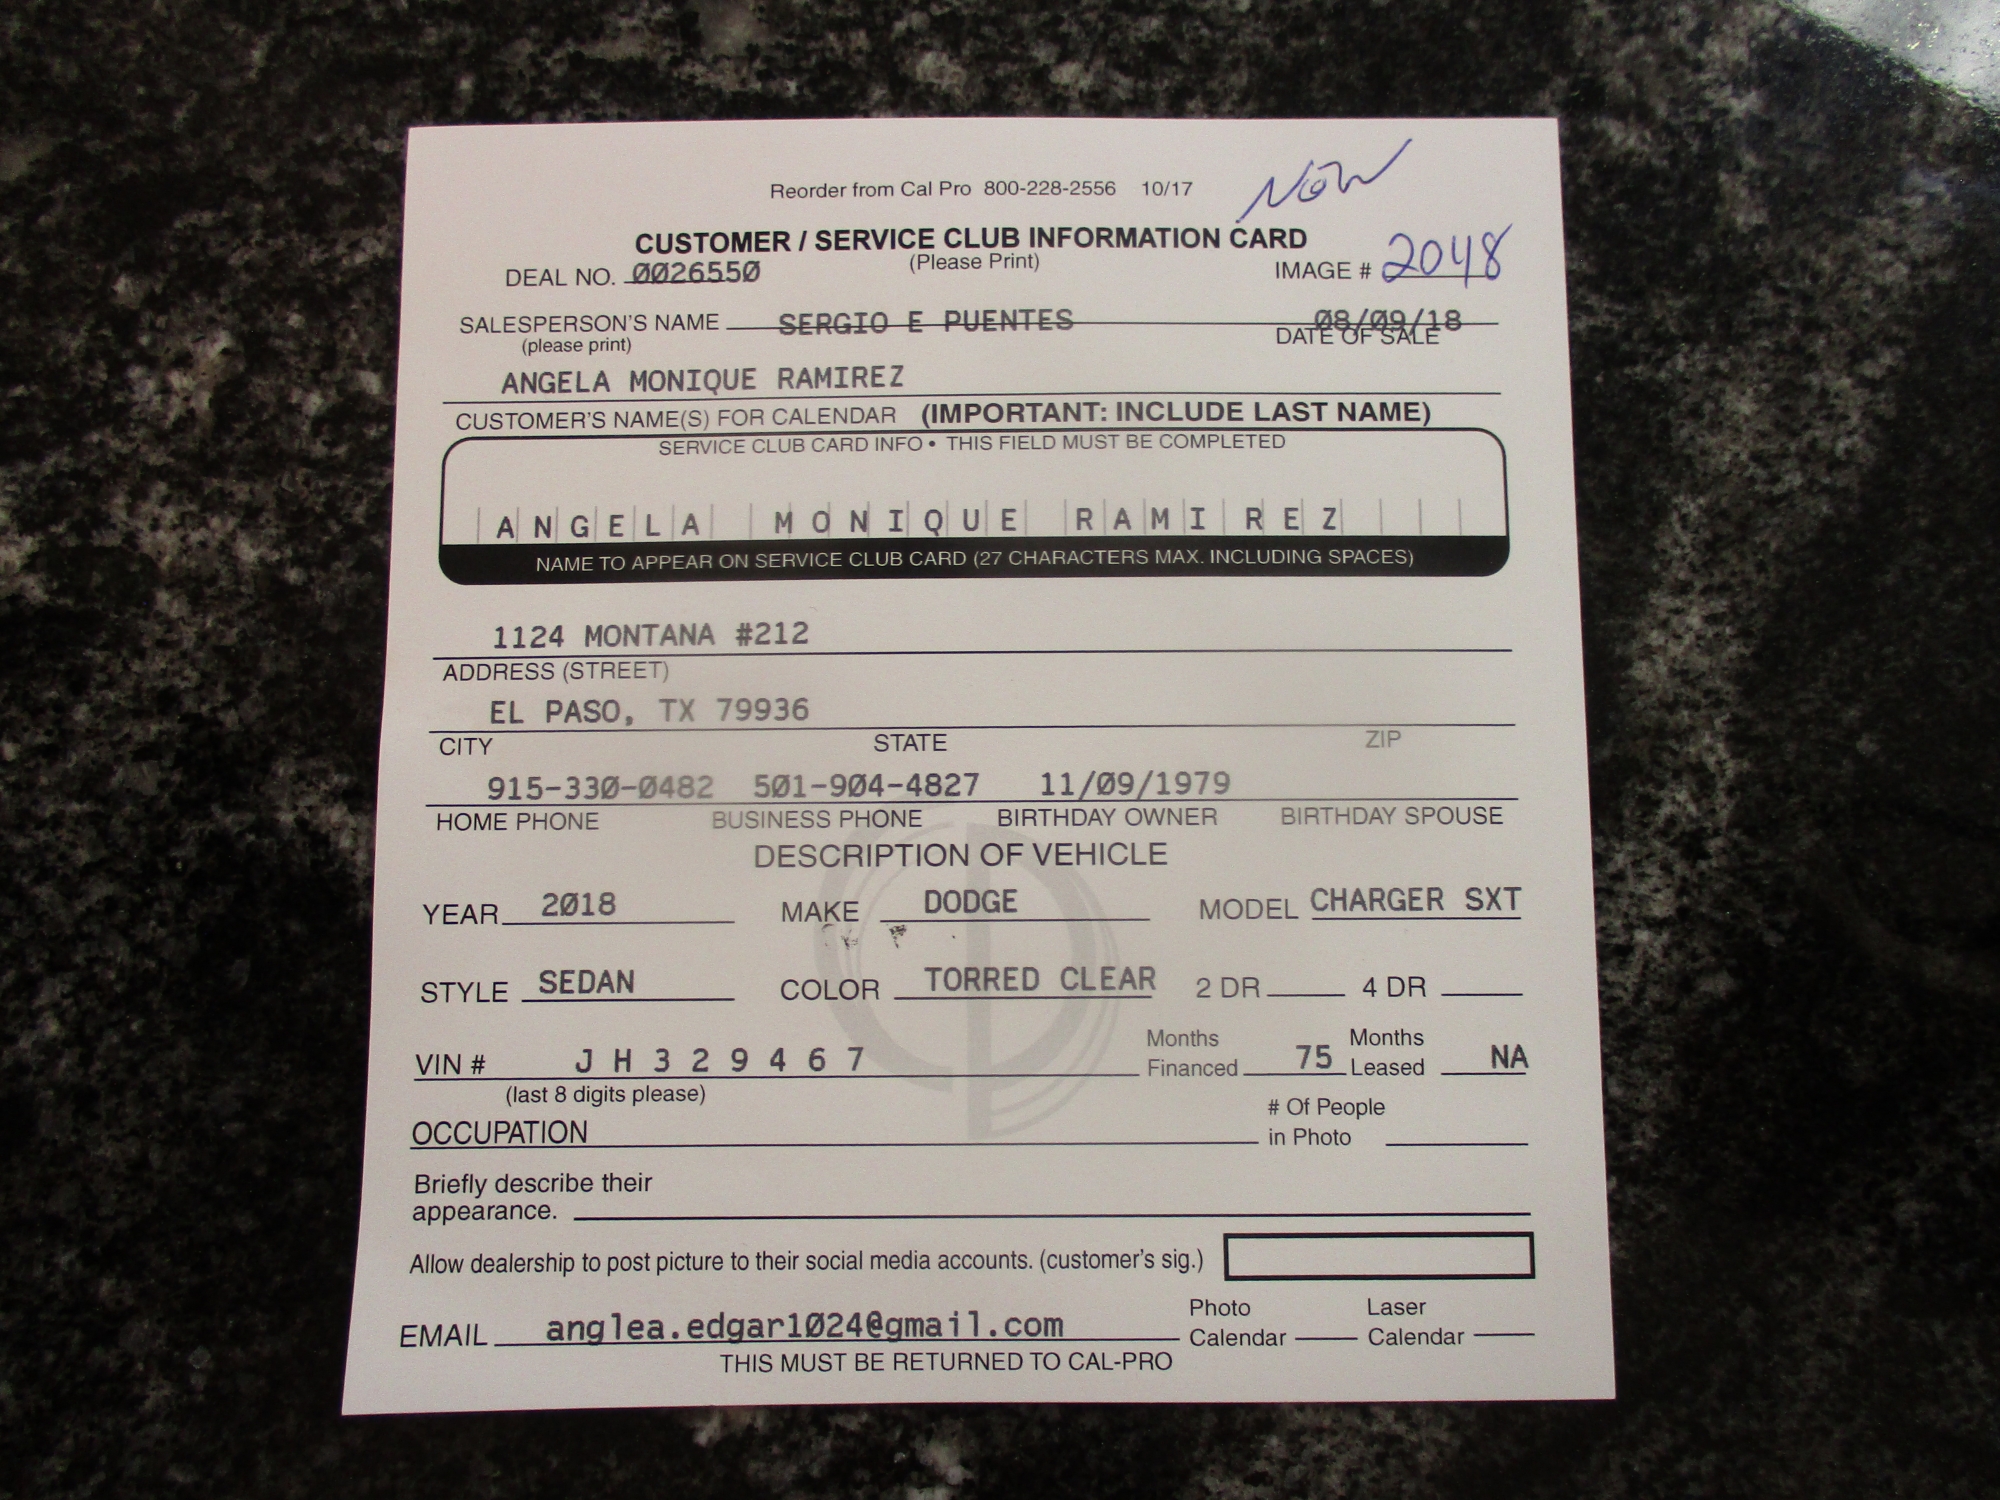 Reorder from Cal Pro 800-228-2556 10/17
NOW
CUSTOMER / SERVICE CLUB INFORMATION CARD
(Please Print)
DEAL NO. 0026550 IMAGE # 2048
SALESPERSON'S NAME SERGIO E PUENTES 08/09/18
(please print) DATE OF SALE
ANGELA MONIQUE RAMIREZ
CUSTOMER'S NAME(S) FOR CALENDAR (IMPORTANT: INCLUDE LAST NAME)
SERVICE CLUB CARD INFO • THIS FIELD MUST BE COMPLETED
ANGELA MONIQUE RAMIREZ
NAME TO APPEAR ON SERVICE CLUB CARD (27 CHARACTERS MAX. INCLUDING SPACES)
1124 MONTANA #212
ADDRESS (STREET)
EL PASO, TX 79936
CITY STATE ZIP
915-330-0482 501-904-4827 11/09/1979
HOME PHONE BUSINESS PHONE BIRTHDAY OWNER BIRTHDAY SPOUSE
DESCRIPTION OF VEHICLE
YEAR 2018 MAKE DODGE MODEL CHARGER SXT
STYLE SEDAN COLOR TORRED CLEAR 2 DR 4 DR
VIN # JH329467 Months Financed 75 Months Leased NA
(last 8 digits please)
OCCUPATION # Of People in Photo
Briefly describe their
appearance.
Allow dealership to post picture to their social media accounts. (customer's sig.)
EMAIL anglea.edgar1024@gmail.com Photo Calendar Laser Calendar
THIS MUST BE RETURNED TO CAL-PRO